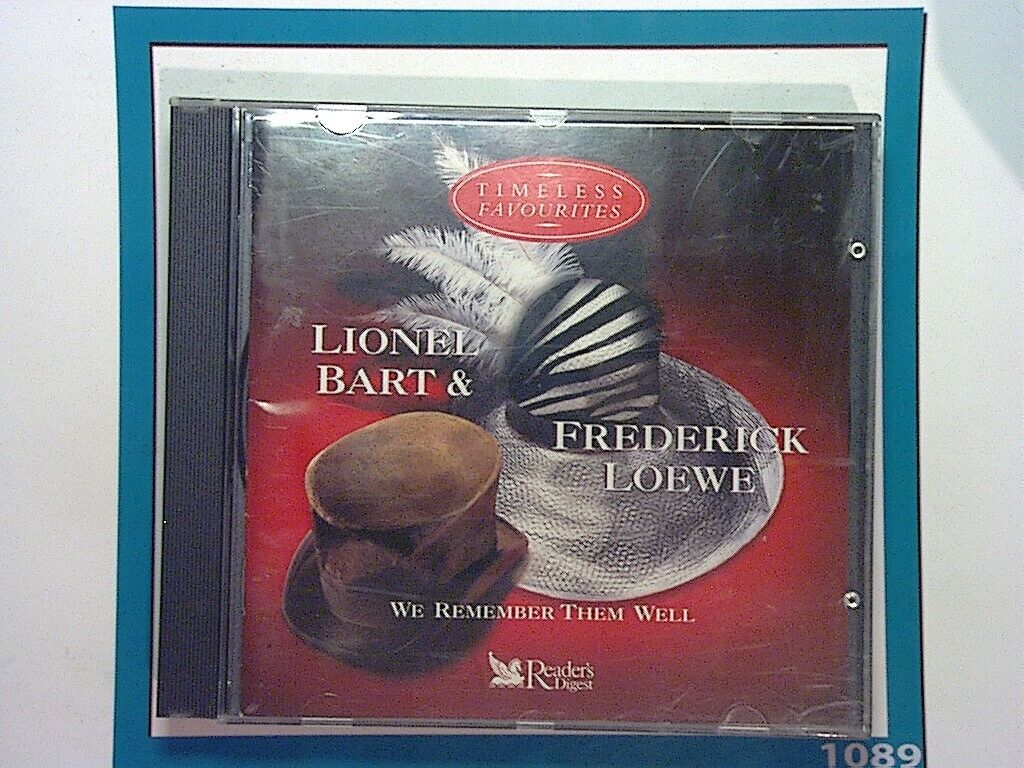 TIMELESS
FAVOURITES
LIONEL
BART &
FREDERICK
LOEWE
WE REMEMBER THEM WELL
Reader's
Digest
1089